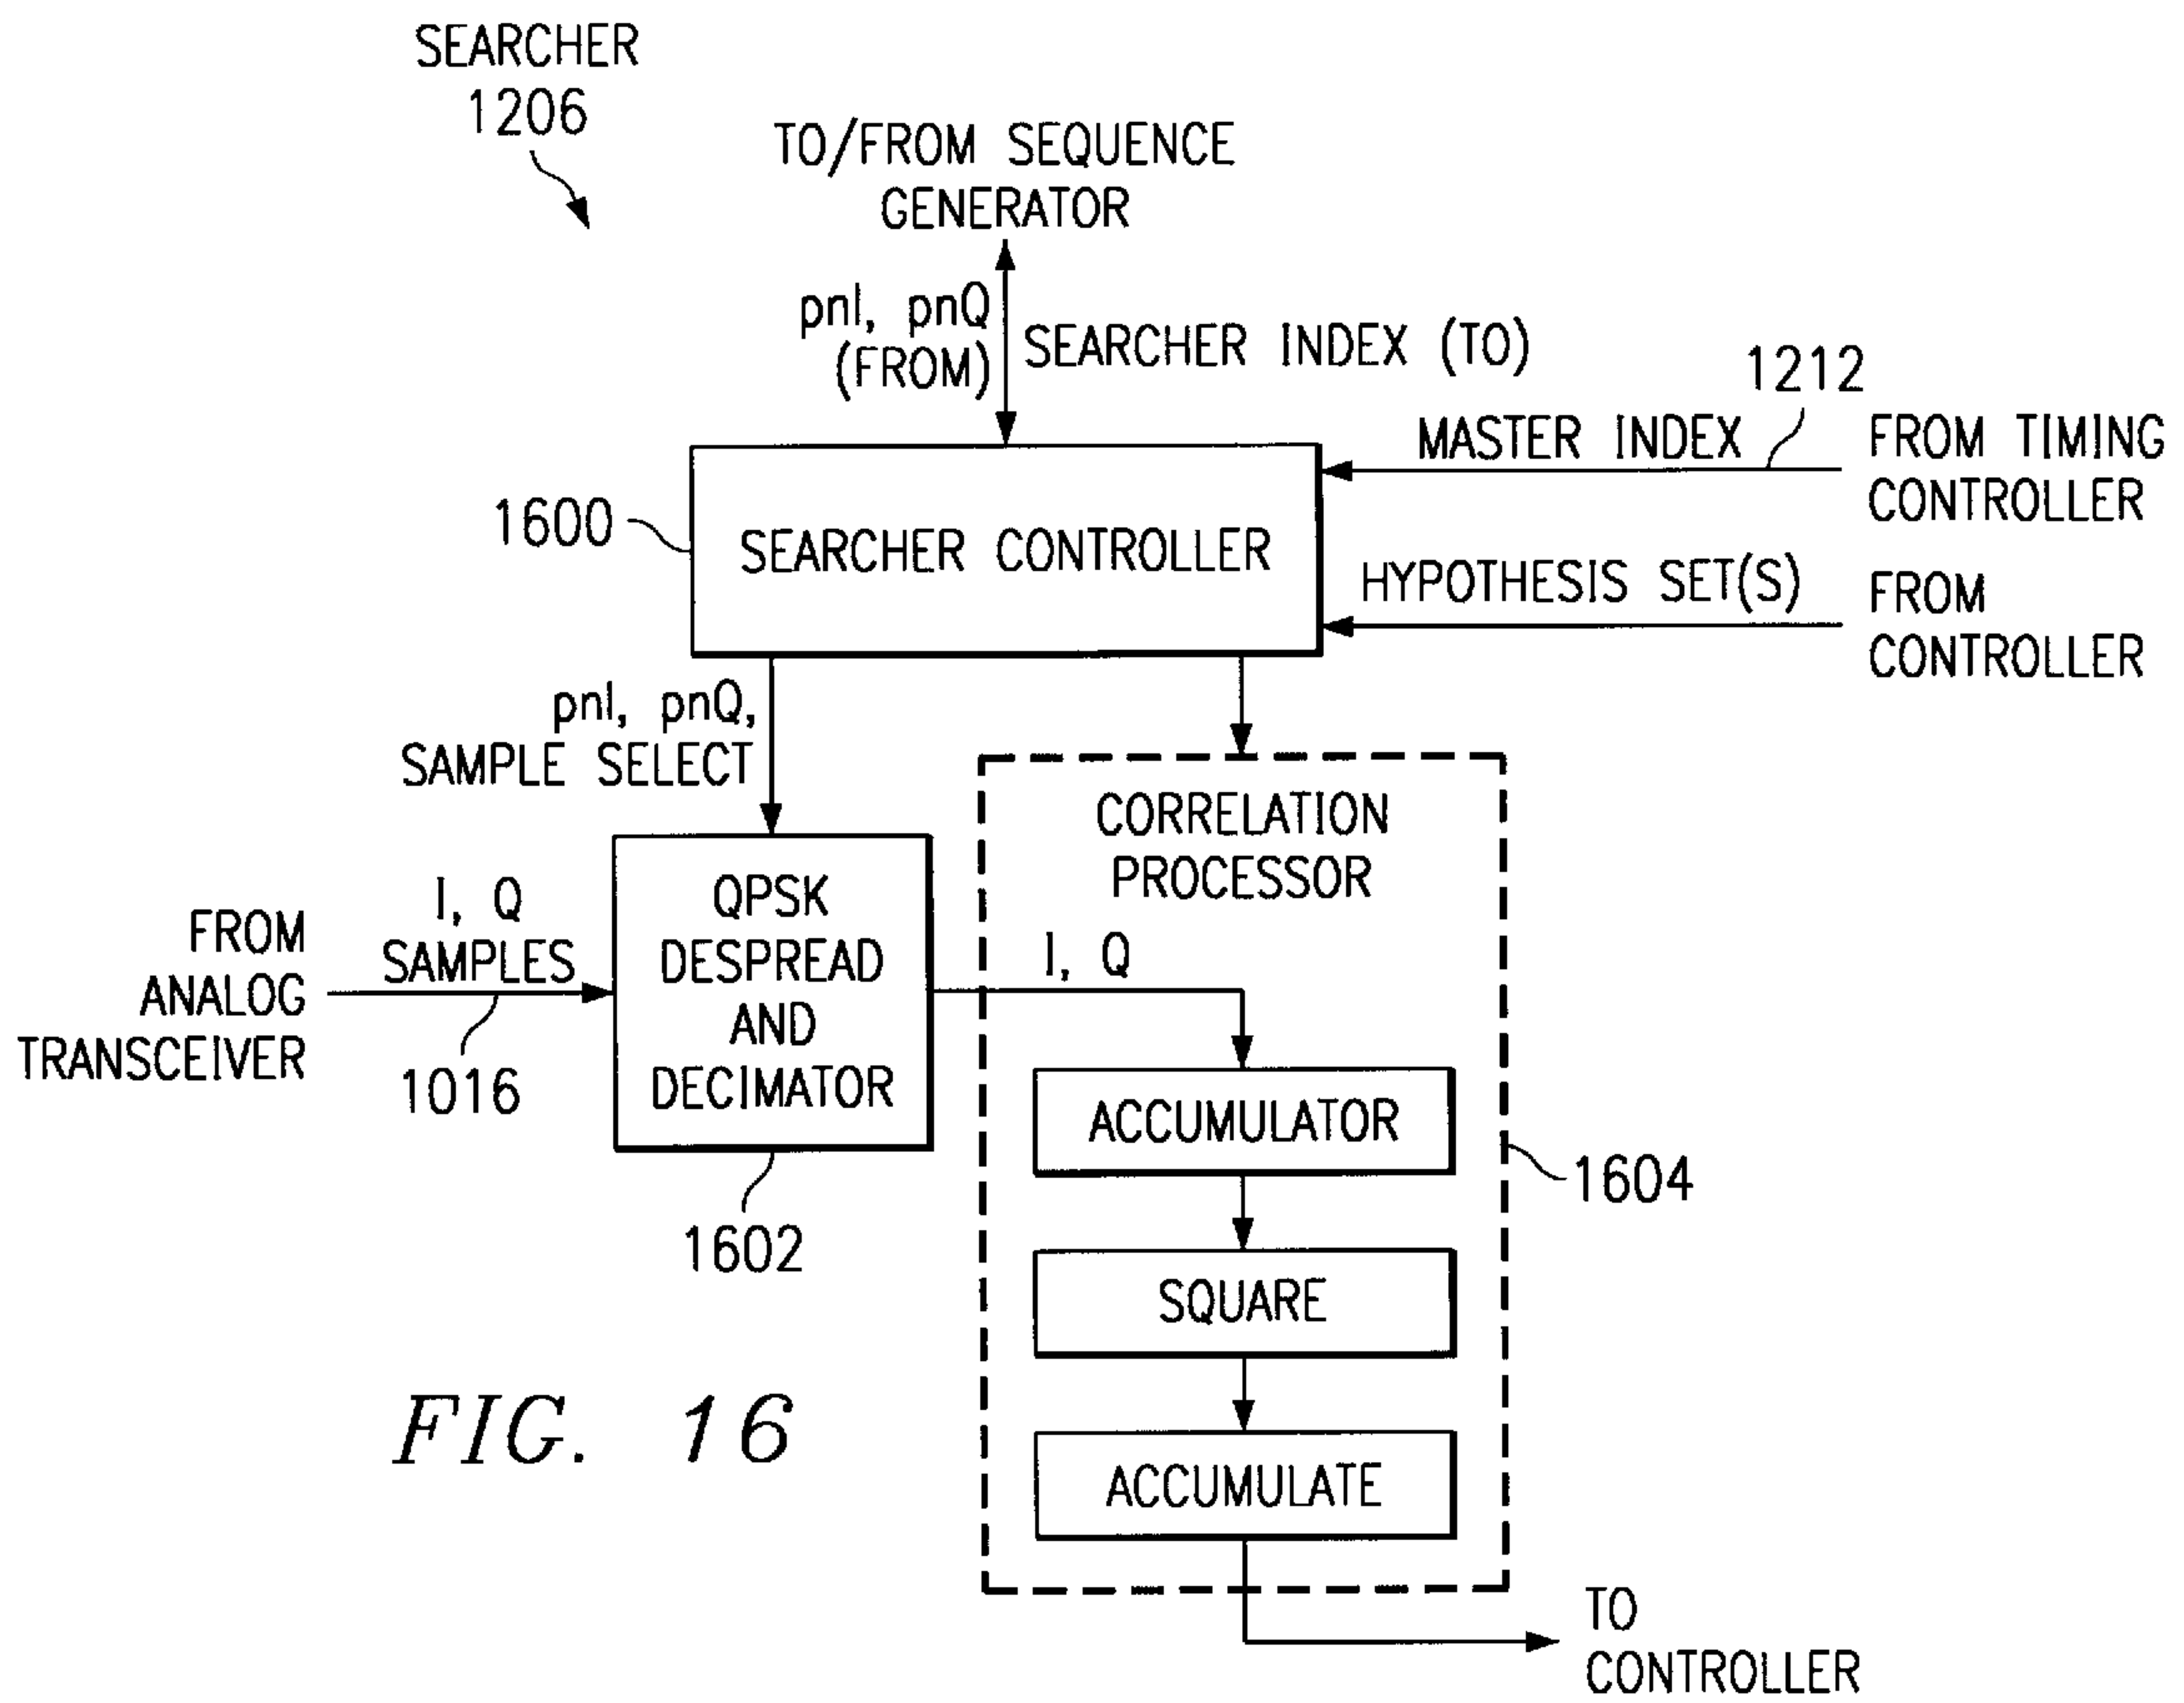 SEARCHER
1206
TO/FROM SEQUENCE
GENERATOR
pnI, pnQ
(FROM)
SEARCHER INDEX (TO)
1212
MASTER INDEX
FROM TIMING
CONTROLLER
1600
SEARCHER CONTROLLER
HYPOTHESIS SET(S)
FROM
CONTROLLER
pnI, pnQ,
SAMPLE SELECT
CORRELATION
PROCESSOR
FROM
ANALOG
TRANSCEIVER
I, Q
SAMPLES
1016
QPSK
DESPREAD
AND
DECIMATOR
1602
I, Q
ACCUMULATOR
1604
SQUARE
ACCUMULATE
TO
CONTROLLER
FIG. 16